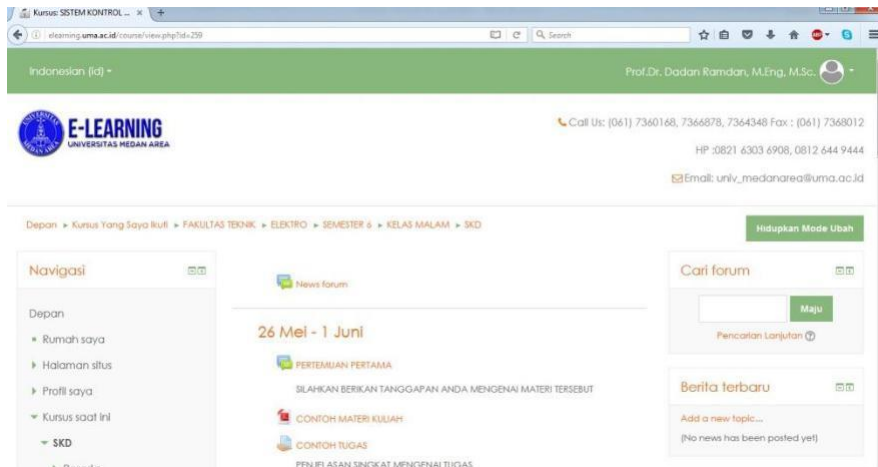 Kursus: SISTEM KONTROL ...
elearning.uma.ac.id/course/view.php?id=259
Search
Indonesian (id)
Prof.Dr. Dadan Ramdan, M.Eng, M.Sc.
E-LEARNING
UNIVERSITAS MEDAN AREA
Call Us: (061) 7360168, 7366878, 7364348 Fax : (061) 7368012
HP :0821 6303 6908, 0812 644 9444
Email: univ_medanarea@uma.ac.id
Depan ▸ Kursus Yang Saya Ikuti ▸ FAKULTAS TEKNIK ▸ ELEKTRO ▸ SEMESTER 6 ▸ KELAS MALAM ▸ SKD
Hidupkan Mode Ubah
Navigasi
Depan
Rumah saya
Halaman situs
Profil saya
Kursus saat ini
SKD
Peserta
News forum
26 Mei - 1 Juni
PERTEMUAN PERTAMA
SILAHKAN BERIKAN TANGGAPAN ANDA MENGENAI MATERI TERSEBUT
CONTOH MATERI KULIAH
CONTOH TUGAS
PENJELASAN SINGKAT MENGENAI TUGAS
Cari forum
Maju
Pencarian Lanjutan
Berita terbaru
Add a new topic...
(No news has been posted yet)